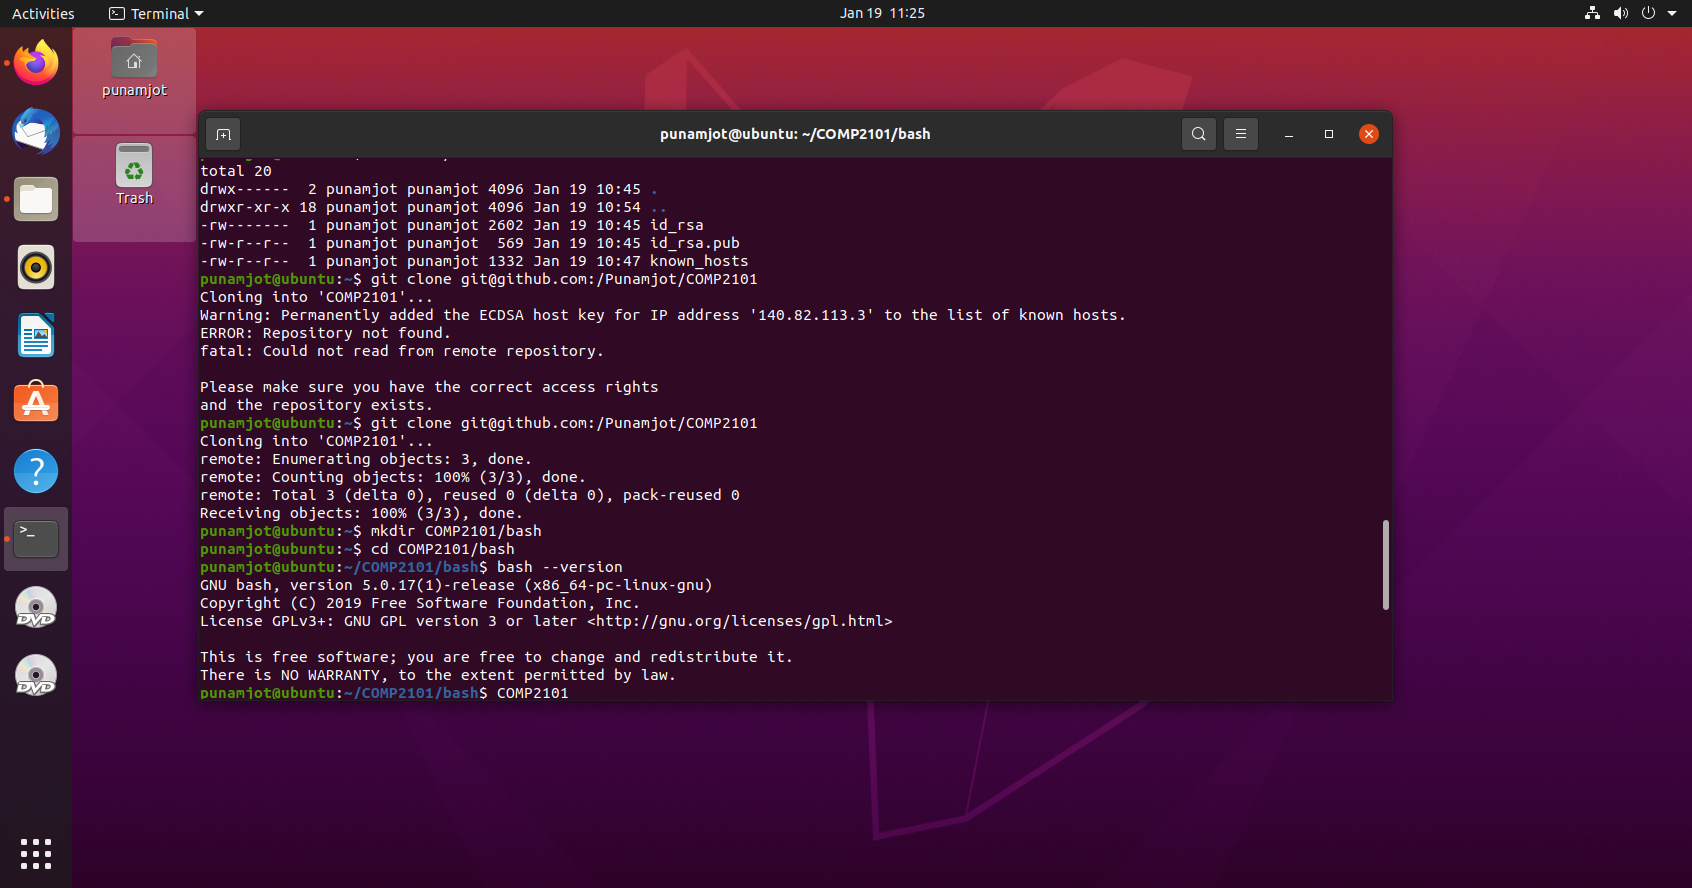 Activities
Terminal
Jan 19 11:25
punamjot
Trash
punamjot@ubuntu: ~/COMP2101/bash
total 20
drwx------  2 punamjot punamjot 4096 Jan 19 10:45 .
drwxr-xr-x 18 punamjot punamjot 4096 Jan 19 10:54 ..
-rw-------  1 punamjot punamjot 2602 Jan 19 10:45 id_rsa
-rw-r--r--  1 punamjot punamjot  569 Jan 19 10:45 id_rsa.pub
-rw-r--r--  1 punamjot punamjot 1332 Jan 19 10:47 known_hosts
punamjot@ubuntu:~$ git clone git@github.com:/Punamjot/COMP2101
Cloning into 'COMP2101'...
Warning: Permanently added the ECDSA host key for IP address '140.82.113.3' to the list of known hosts.
ERROR: Repository not found.
fatal: Could not read from remote repository.
Please make sure you have the correct access rights
and the repository exists.
punamjot@ubuntu:~$ git clone git@github.com:/Punamjot/COMP2101
Cloning into 'COMP2101'...
remote: Enumerating objects: 3, done.
remote: Counting objects: 100% (3/3), done.
remote: Total 3 (delta 0), reused 0 (delta 0), pack-reused 0
Receiving objects: 100% (3/3), done.
punamjot@ubuntu:~$ mkdir COMP2101/bash
punamjot@ubuntu:~$ cd COMP2101/bash
punamjot@ubuntu:~/COMP2101/bash$ bash --version
GNU bash, version 5.0.17(1)-release (x86_64-pc-linux-gnu)
Copyright (C) 2019 Free Software Foundation, Inc.
License GPLv3+: GNU GPL version 3 or later <http://gnu.org/licenses/gpl.html>
This is free software; you are free to change and redistribute it.
There is NO WARRANTY, to the extent permitted by law.
punamjot@ubuntu:~/COMP2101/bash$ COMP2101
>_
DVD
DVD